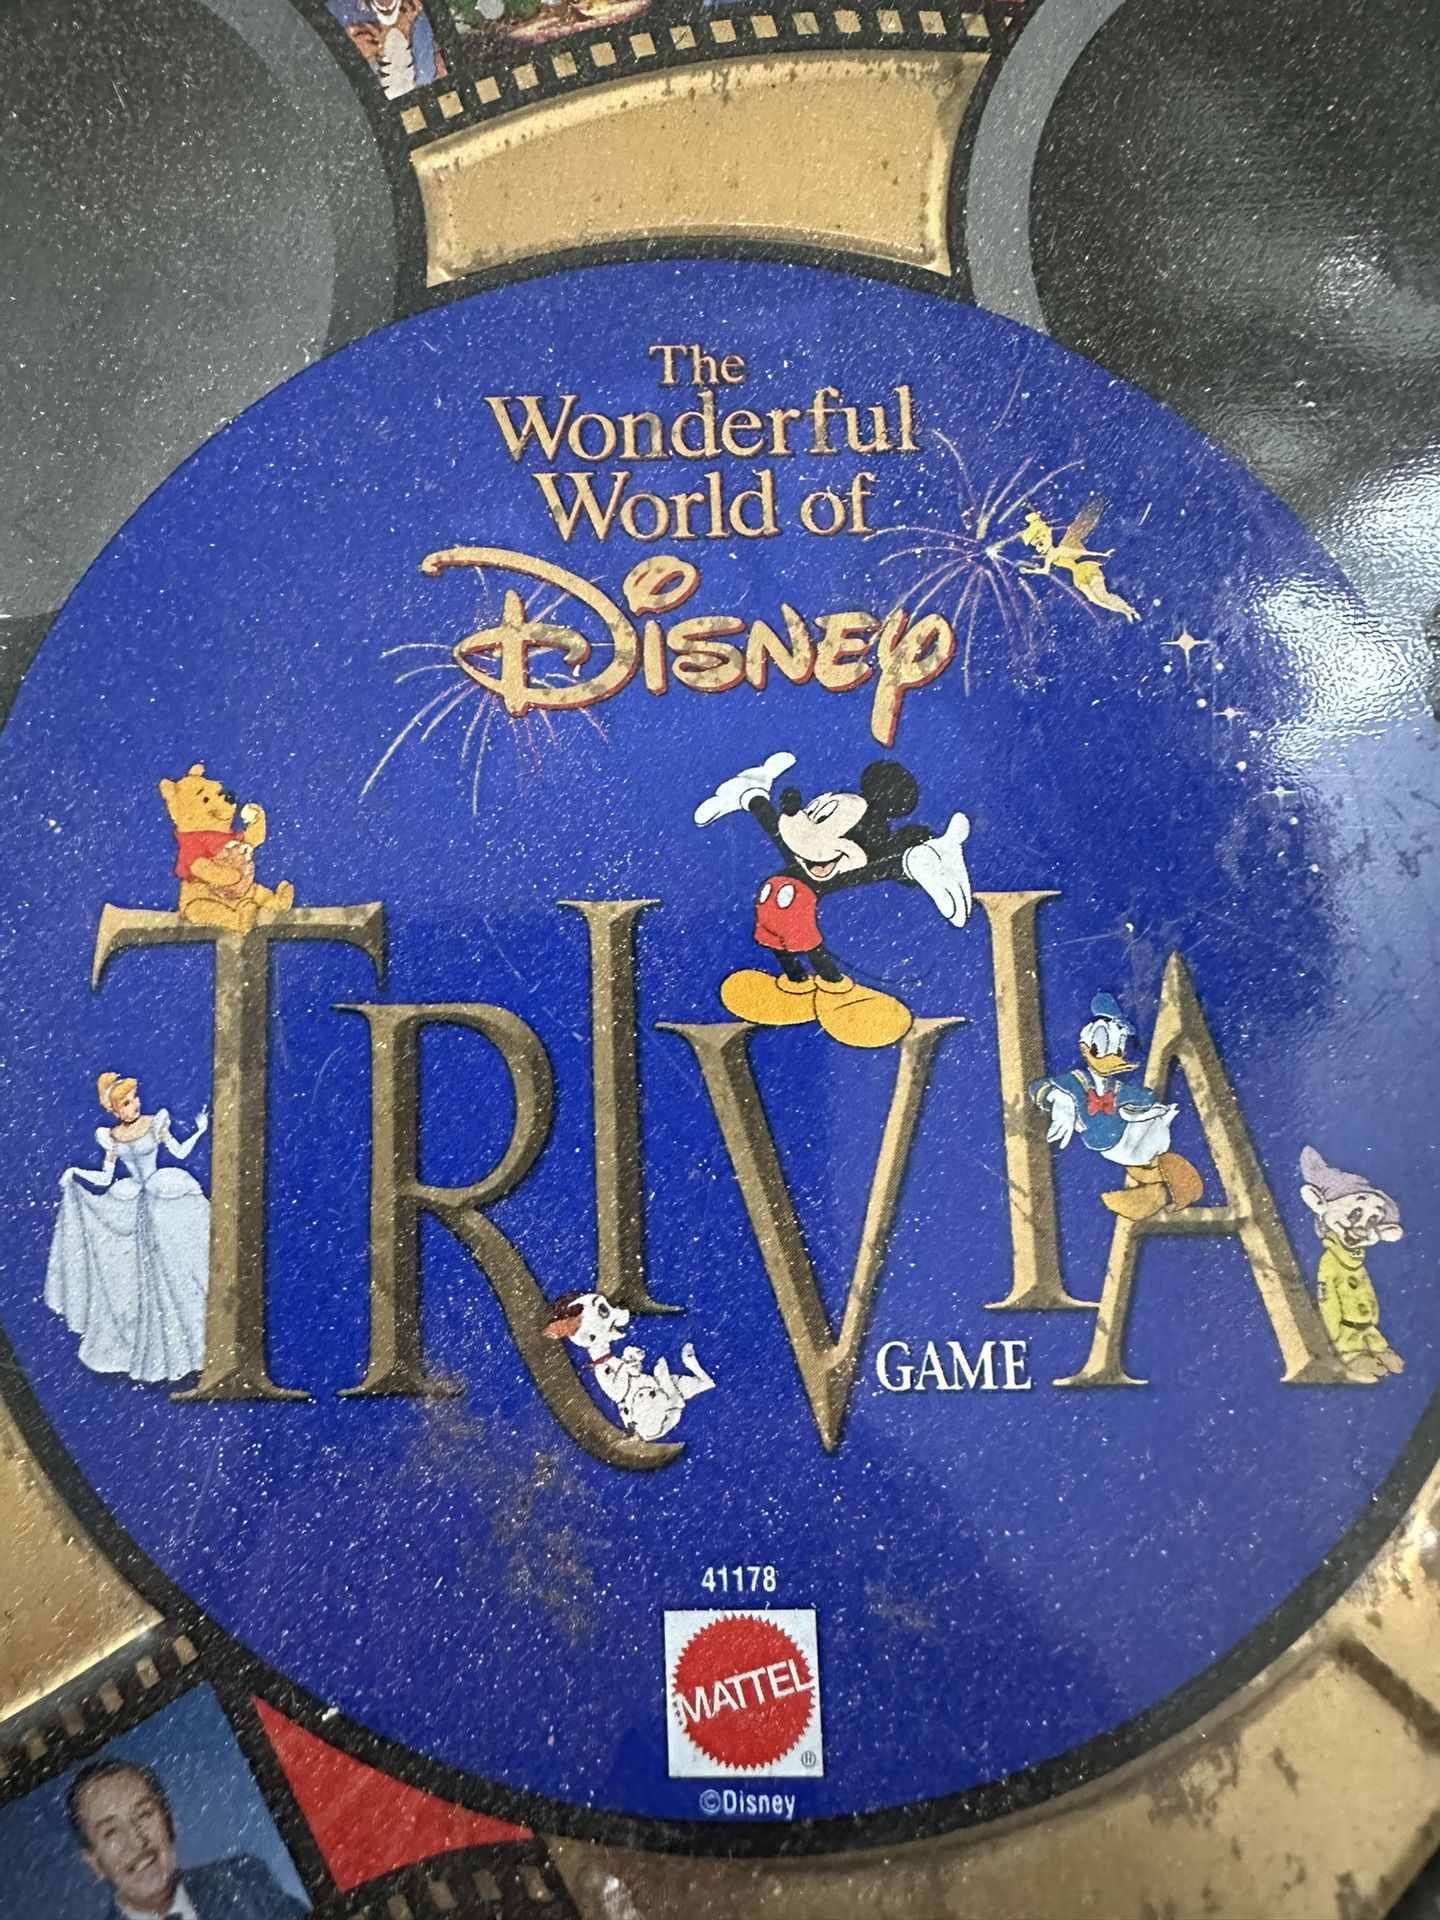 The
Wonderful
World of
Disney
TRIVIA
GAME
41178
MATTEL
®
©Disney